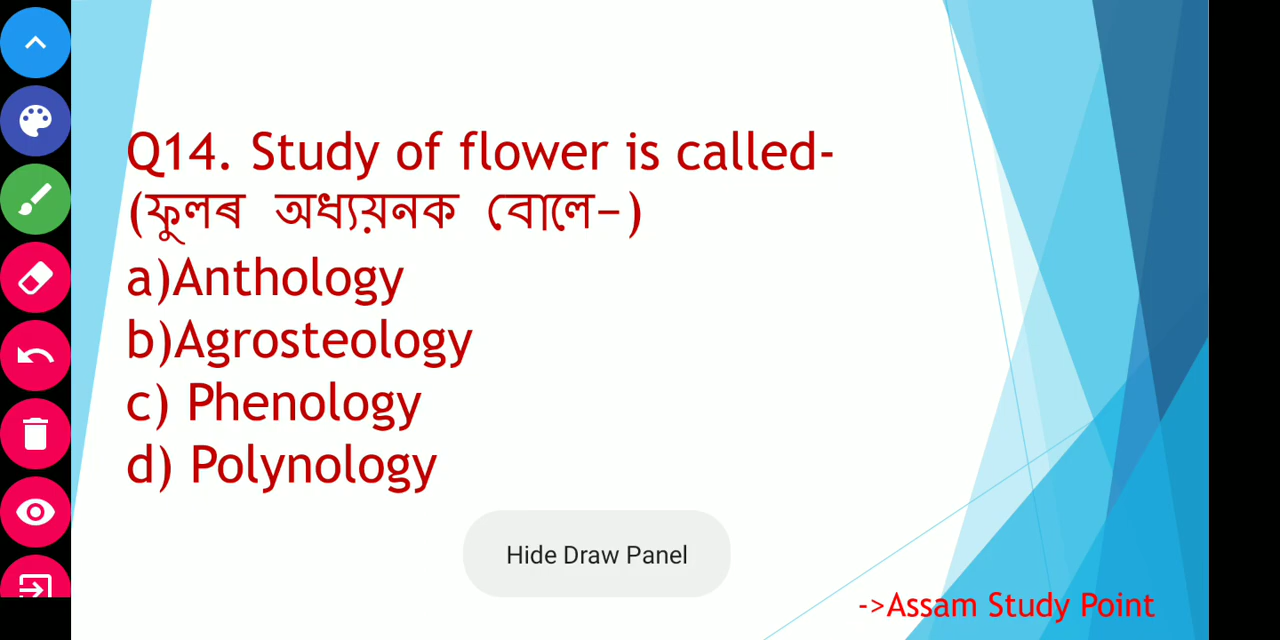 Q14. Study of flower is called-
(ফুলৰ অধ্যয়নক বোলে–)
a)Anthology
b)Agrosteology
c) Phenology
d) Polynology
Hide Draw Panel
->Assam Study Point